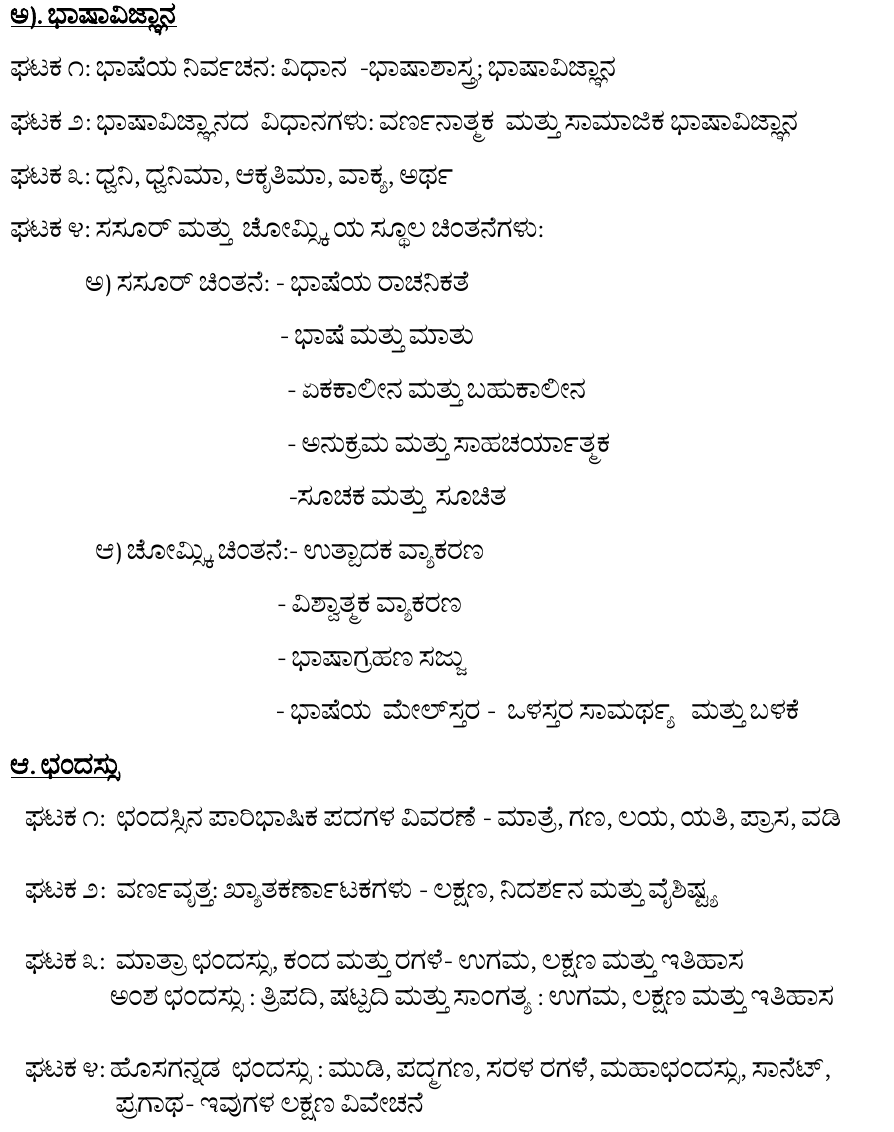 ಅ). ಭಾಷಾವಿಜ್ಞಾನ
ಘಟಕ ೧: ಭಾಷೆಯ ನಿರ್ವಚನ: ವಿಧಾನ -ಭಾಷಾಶಾಸ್ತ್ರ; ಭಾಷಾವಿಜ್ಞಾನ
ಘಟಕ ೨: ಭಾಷಾವಿಜ್ಞಾನದ ವಿಧಾನಗಳು: ವರ್ಣನಾತ್ಮಕ ಮತ್ತು ಸಾಮಾಜಿಕ ಭಾಷಾವಿಜ್ಞಾನ
ಘಟಕ ೩: ಧ್ವನಿ, ಧ್ವನಿಮಾ, ಆಕೃತಿಮಾ, ವಾಕ್ಯ, ಅರ್ಥ
ಘಟಕ ೪: ಸಸೂರ್ ಮತ್ತು ಚೋಮ್ಸ್ಕಿಯ ಸ್ಥೂಲ ಚಿಂತನೆಗಳು:
ಅ) ಸಸೂರ್ ಚಿಂತನೆ: - ಭಾಷೆಯ ರಾಚನಿಕತೆ
- ಭಾಷೆ ಮತ್ತು ಮಾತು
- ಏಕಕಾಲೀನ ಮತ್ತು ಬಹುಕಾಲೀನ
- ಅನುಕ್ರಮ ಮತ್ತು ಸಾಹಚರ್ಯಾತ್ಮಕ
-ಸೂಚಕ ಮತ್ತು ಸೂಚಿತ
ಆ) ಚೋಮ್ಸ್ಕಿ ಚಿಂತನೆ:- ಉತ್ಪಾದಕ ವ್ಯಾಕರಣ
- ವಿಶ್ವಾತ್ಮಕ ವ್ಯಾಕರಣ
- ಭಾಷಾಗ್ರಹಣ ಸಜ್ಜು
- ಭಾಷೆಯ ಮೇಲ್‌ಸ್ತರ - ಒಳಸ್ತರ ಸಾಮರ್ಥ್ಯ ಮತ್ತು ಬಳಕೆ
ಆ. ಛಂದಸ್ಸು
ಘಟಕ ೧: ಛಂದಸ್ಸಿನ ಪಾರಿಭಾಷಿಕ ಪದಗಳ ವಿವರಣೆ - ಮಾತ್ರೆ, ಗಣ, ಲಯ, ಯತಿ, ಪ್ರಾಸ, ವಡಿ
ಘಟಕ ೨: ವರ್ಣವೃತ್ತ: ಖ್ಯಾತಕರ್ಣಾಟಕಗಳು - ಲಕ್ಷಣ, ನಿದರ್ಶನ ಮತ್ತು ವೈಶಿಷ್ಟ್ಯ
ಘಟಕ ೩: ಮಾತ್ರಾ ಛಂದಸ್ಸು, ಕಂದ ಮತ್ತು ರಗಳೆ- ಉಗಮ, ಲಕ್ಷಣ ಮತ್ತು ಇತಿಹಾಸ
ಅಂಶ ಛಂದಸ್ಸು : ತ್ರಿಪದಿ, ಷಟ್ಪದಿ ಮತ್ತು ಸಾಂಗತ್ಯ : ಉಗಮ, ಲಕ್ಷಣ ಮತ್ತು ಇತಿಹಾಸ
ಘಟಕ ೪: ಹೊಸಗನ್ನಡ ಛಂದಸ್ಸು : ಮುಡಿ, ಪದ್ಮಗಣ, ಸರಳ ರಗಳೆ, ಮಹಾಛಂದಸ್ಸು, ಸಾನೆಟ್,
ಪ್ರಗಾಥ- ಇವುಗಳ ಲಕ್ಷಣ ವಿವೇಚನೆ